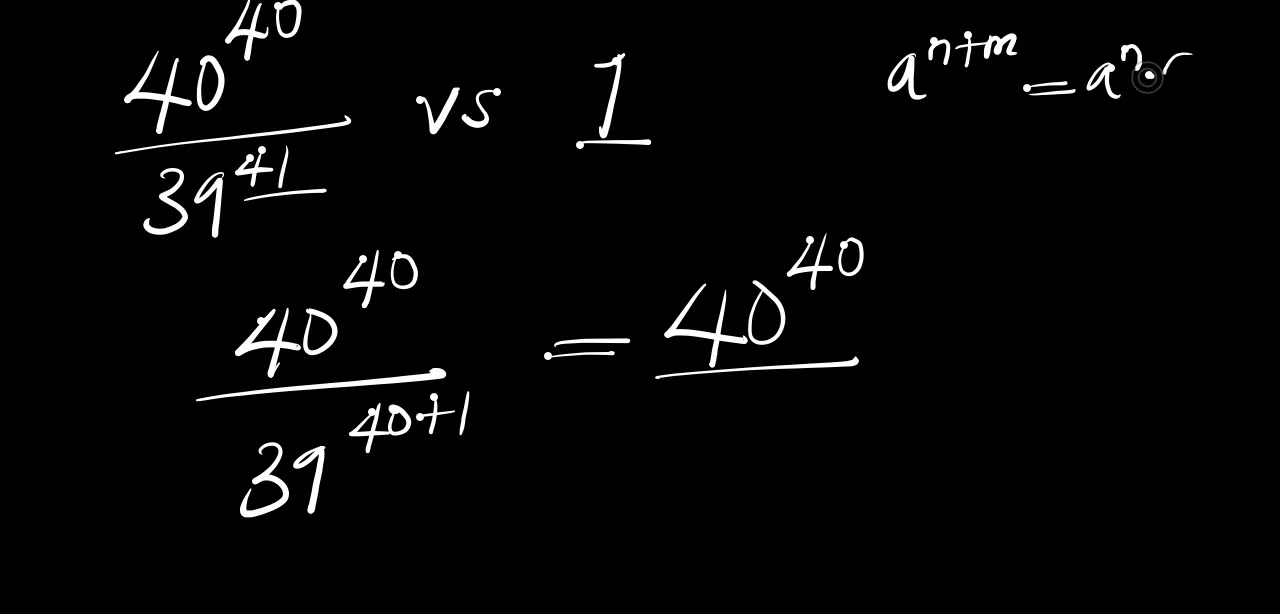 40^40 / 39^41 vs 1
a^(n+m) = a^n ·
40^40 / 39^(40+1) = 40^40